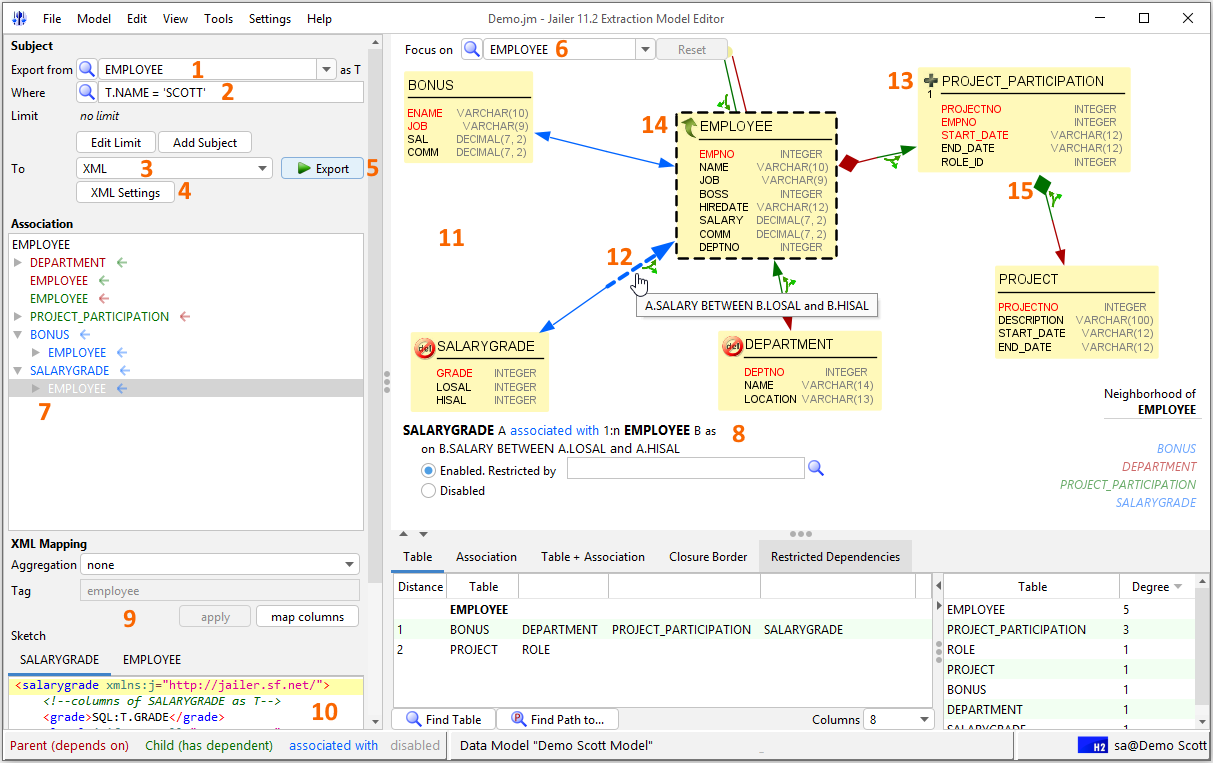 Demo.jm - Jailer 11.2 Extraction Model Editor
File Model Edit View Tools Settings Help
Subject
Export from EMPLOYEE 1 as T
Where T.NAME = 'SCOTT' 2
Limit no limit
Edit Limit Add Subject
To XML 3 Export 5
XML Settings 4
Association
EMPLOYEE
DEPARTMENT
EMPLOYEE
EMPLOYEE
PROJECT_PARTICIPATION
BONUS
EMPLOYEE
SALARYGRADE
EMPLOYEE
7
XML Mapping
Aggregation none
Tag employee
9 apply map columns
Sketch
SALARYGRADE EMPLOYEE
<salarygrade xmlns:j="http://jailer.sf.net/">
<!--columns of SALARYGRADE as T-->
<grade>SQL:T.GRADE</grade>
10
Focus on EMPLOYEE 6 Reset
BONUS
ENAME VARCHAR(10)
JOB VARCHAR(9)
SAL DECIMAL(7, 2)
COMM DECIMAL(7, 2)
14
EMPLOYEE
EMPNO INTEGER
NAME VARCHAR(10)
JOB VARCHAR(9)
BOSS INTEGER
HIREDATE VARCHAR(12)
SALARY DECIMAL(7, 2)
COMM DECIMAL(7, 2)
DEPTNO INTEGER
13
PROJECT_PARTICIPATION
1
PROJECTNO INTEGER
EMPNO INTEGER
START_DATE VARCHAR(12)
END_DATE VARCHAR(12)
ROLE_ID INTEGER
15
11
12
A.SALARY BETWEEN B.LOSAL and B.HISAL
PROJECT
PROJECTNO INTEGER
DESCRIPTION VARCHAR(100)
START_DATE VARCHAR(12)
END_DATE VARCHAR(12)
del SALARYGRADE
GRADE INTEGER
LOSAL INTEGER
HISAL INTEGER
del DEPARTMENT
DEPTNO INTEGER
NAME VARCHAR(14)
LOCATION VARCHAR(13)
Neighborhood of
EMPLOYEE
BONUS
DEPARTMENT
PROJECT_PARTICIPATION
SALARYGRADE
SALARYGRADE A associated with 1:n EMPLOYEE B as 8
on B.SALARY BETWEEN A.LOSAL and A.HISAL
Enabled. Restricted by
Disabled
Table Association Table + Association Closure Border Restricted Dependencies
Distance Table
EMPLOYEE
1 BONUS DEPARTMENT PROJECT_PARTICIPATION SALARYGRADE
2 PROJECT ROLE
Find Table Find Path to... Columns 8
Table Degree
EMPLOYEE 5
PROJECT_PARTICIPATION 3
ROLE 1
PROJECT 1
BONUS 1
DEPARTMENT 1
SALARYGRADE 1
Parent (depends on) Child (has dependent) associated with disabled Data Model "Demo Scott Model" H2 sa@Demo Scott